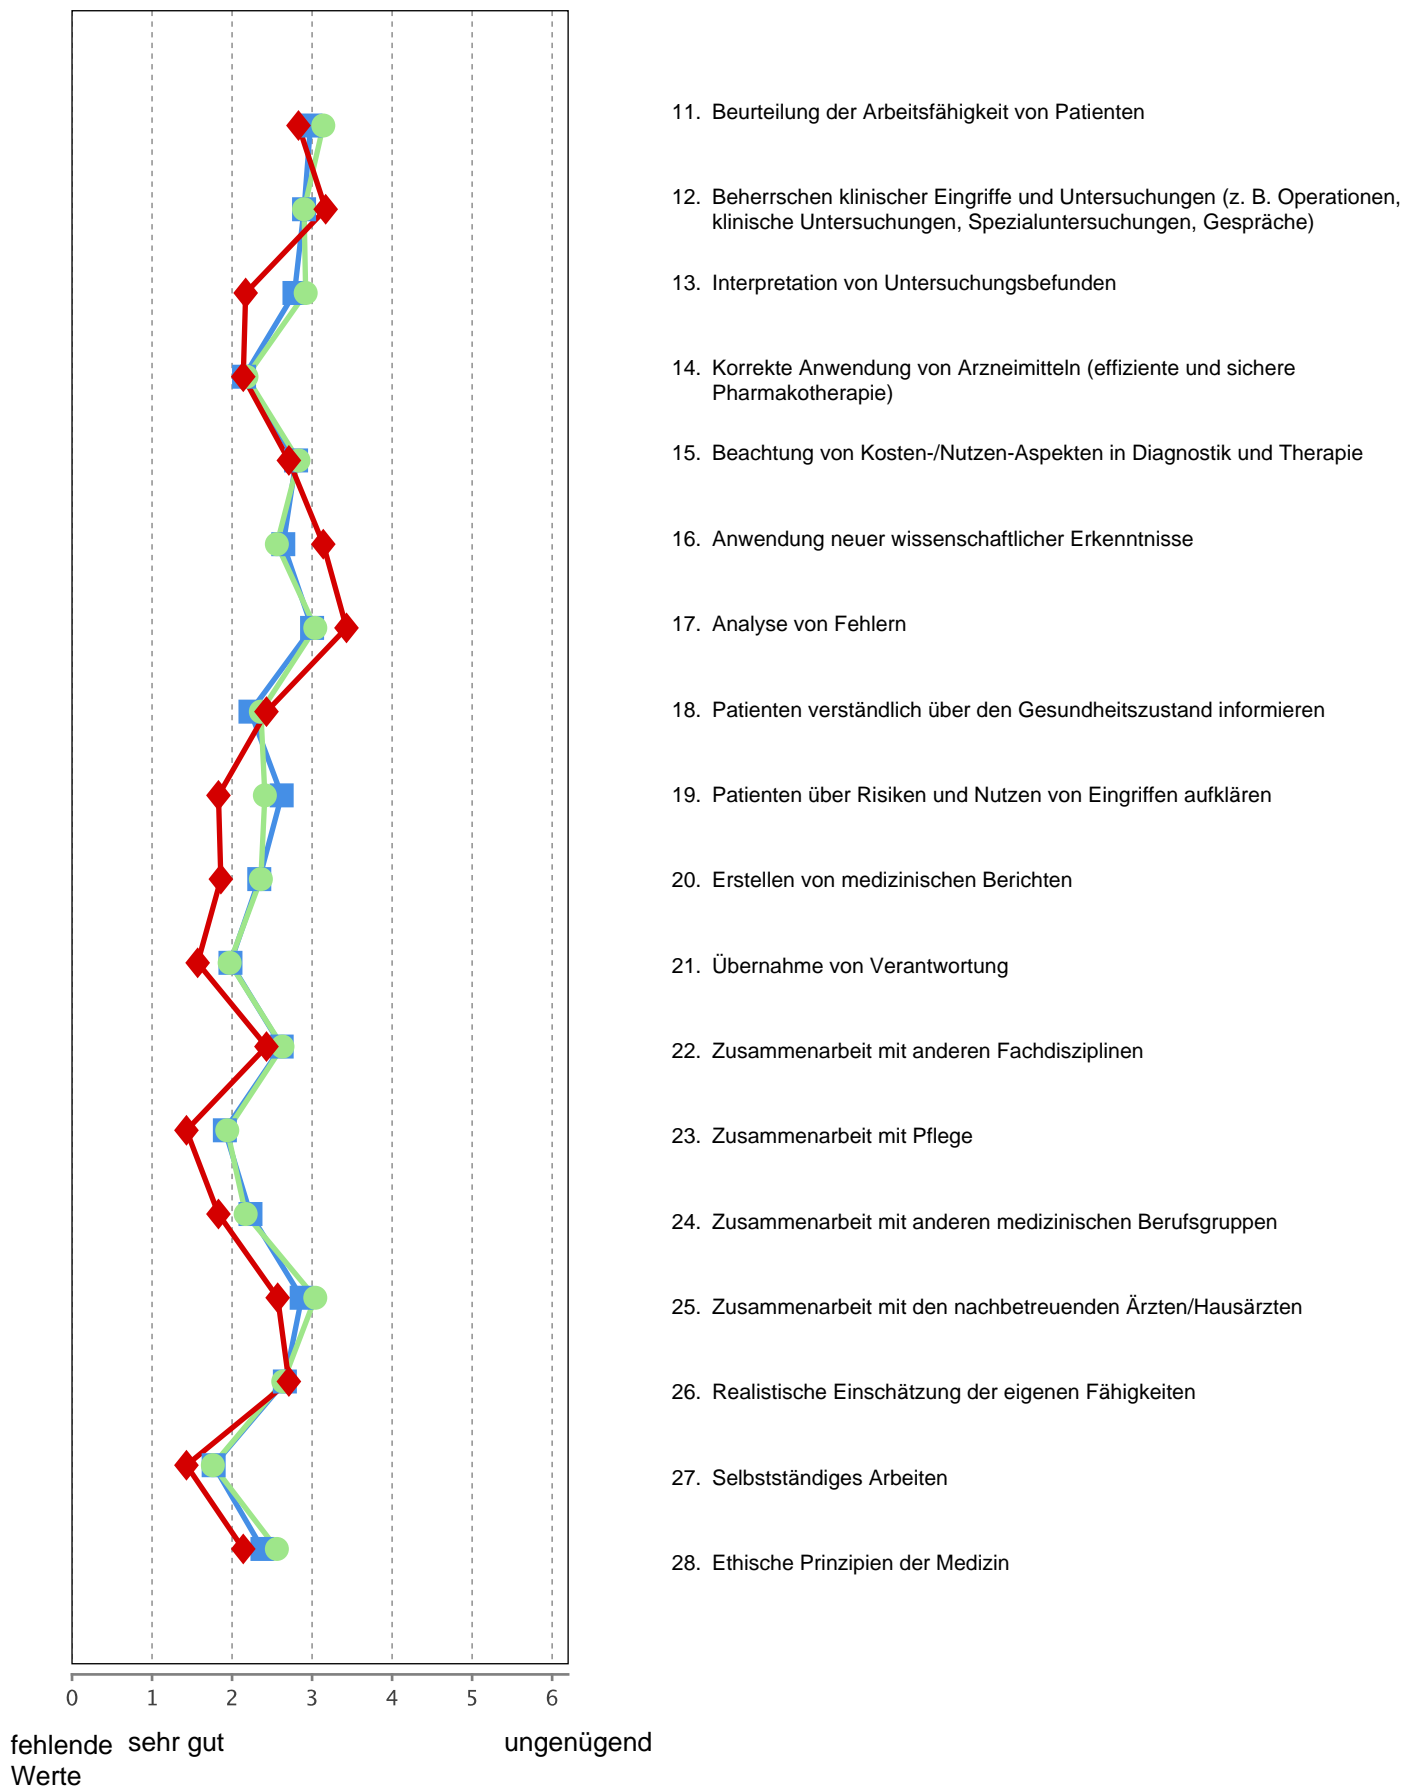 11. Beurteilung der Arbeitsfähigkeit von Patienten
12. Beherrschen klinischer Eingriffe und Untersuchungen (z. B. Operationen,
klinische Untersuchungen, Spezialuntersuchungen, Gespräche)
13. Interpretation von Untersuchungsbefunden
14. Korrekte Anwendung von Arzneimitteln (effiziente und sichere
Pharmakotherapie)
15. Beachtung von Kosten-/Nutzen-Aspekten in Diagnostik und Therapie
16. Anwendung neuer wissenschaftlicher Erkenntnisse
17. Analyse von Fehlern
18. Patienten verständlich über den Gesundheitszustand informieren
19. Patienten über Risiken und Nutzen von Eingriffen aufklären
20. Erstellen von medizinischen Berichten
21. Übernahme von Verantwortung
22. Zusammenarbeit mit anderen Fachdisziplinen
23. Zusammenarbeit mit Pflege
24. Zusammenarbeit mit anderen medizinischen Berufsgruppen
25. Zusammenarbeit mit den nachbetreuenden Ärzten/Hausärzten
26. Realistische Einschätzung der eigenen Fähigkeiten
27. Selbstständiges Arbeiten
28. Ethische Prinzipien der Medizin
0 1 2 3 4 5 6
fehlende sehr gut ungenügend
Werte